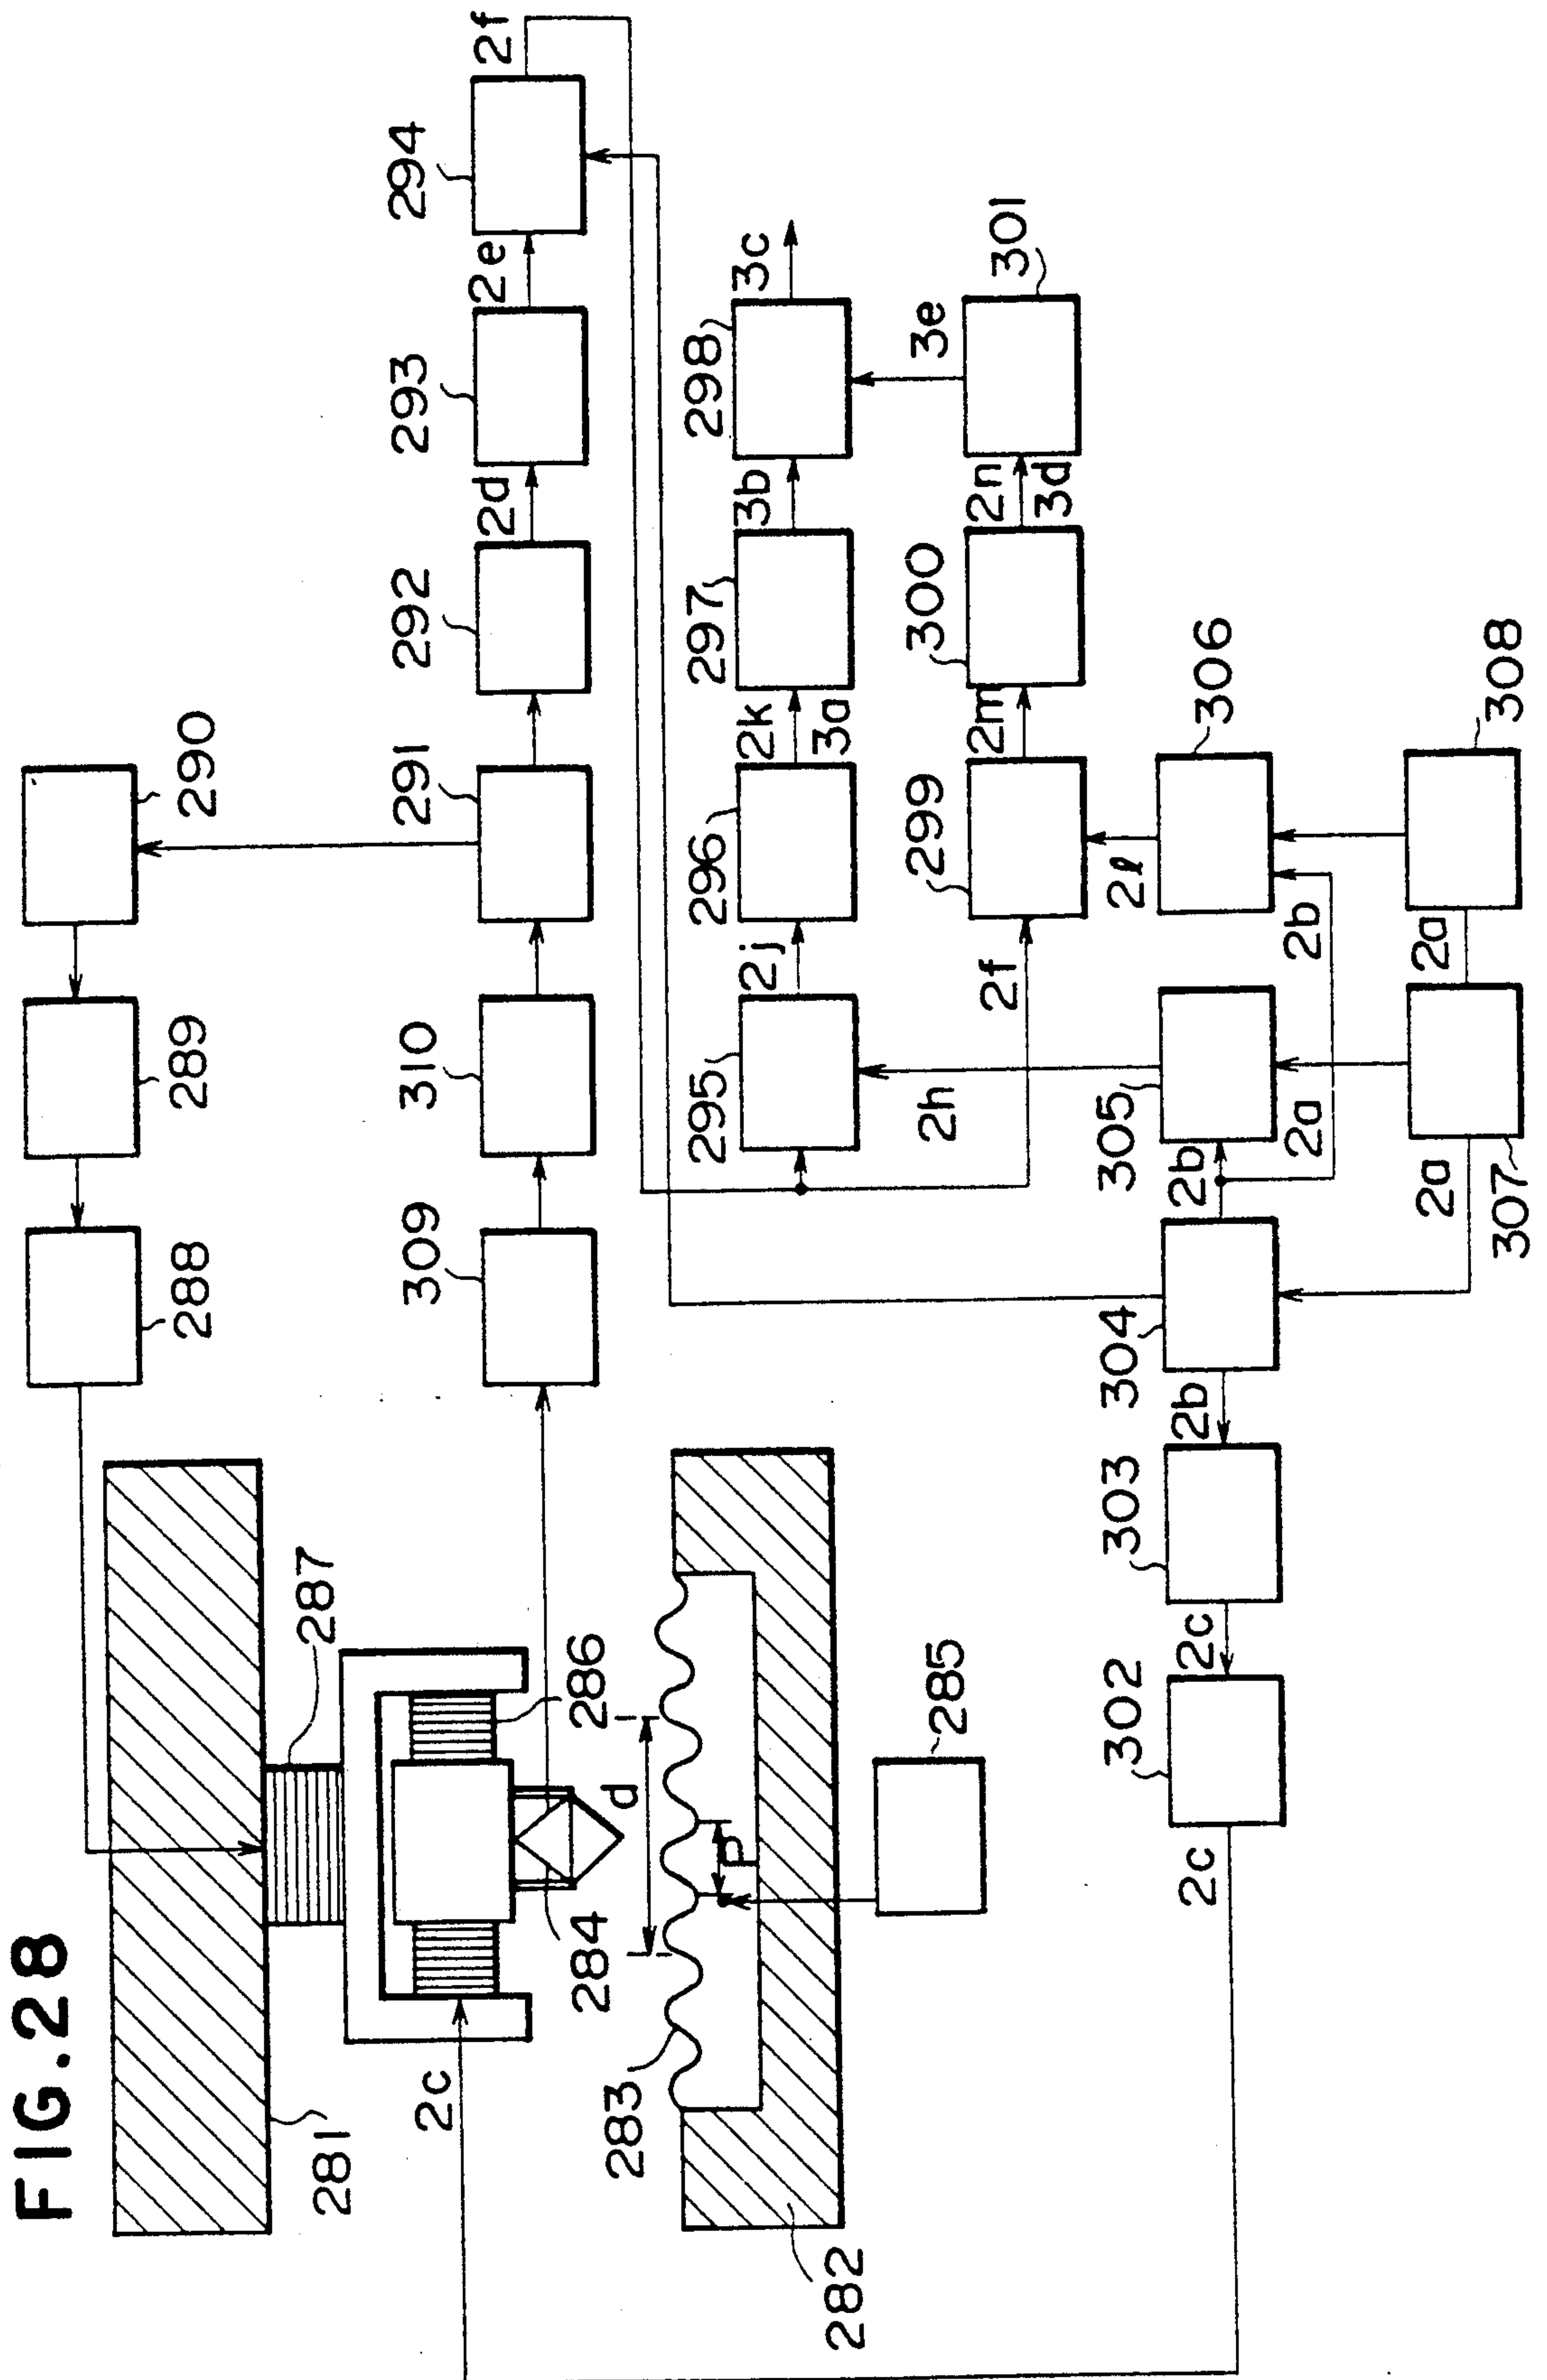 FIG.28
281
287
288
289
290
2c
286
284
d
283
P
282
285
309
310
291
292
2d
293
2e
294
2f
295
2j
296
2k
3a
297
3b
298
3c
2h
2f
299
2m
300
2n
3d
301
3e
2c
302
2c
303
2b
304
2b
305
2a
2b
2ℓ
306
2a
307
2a
308